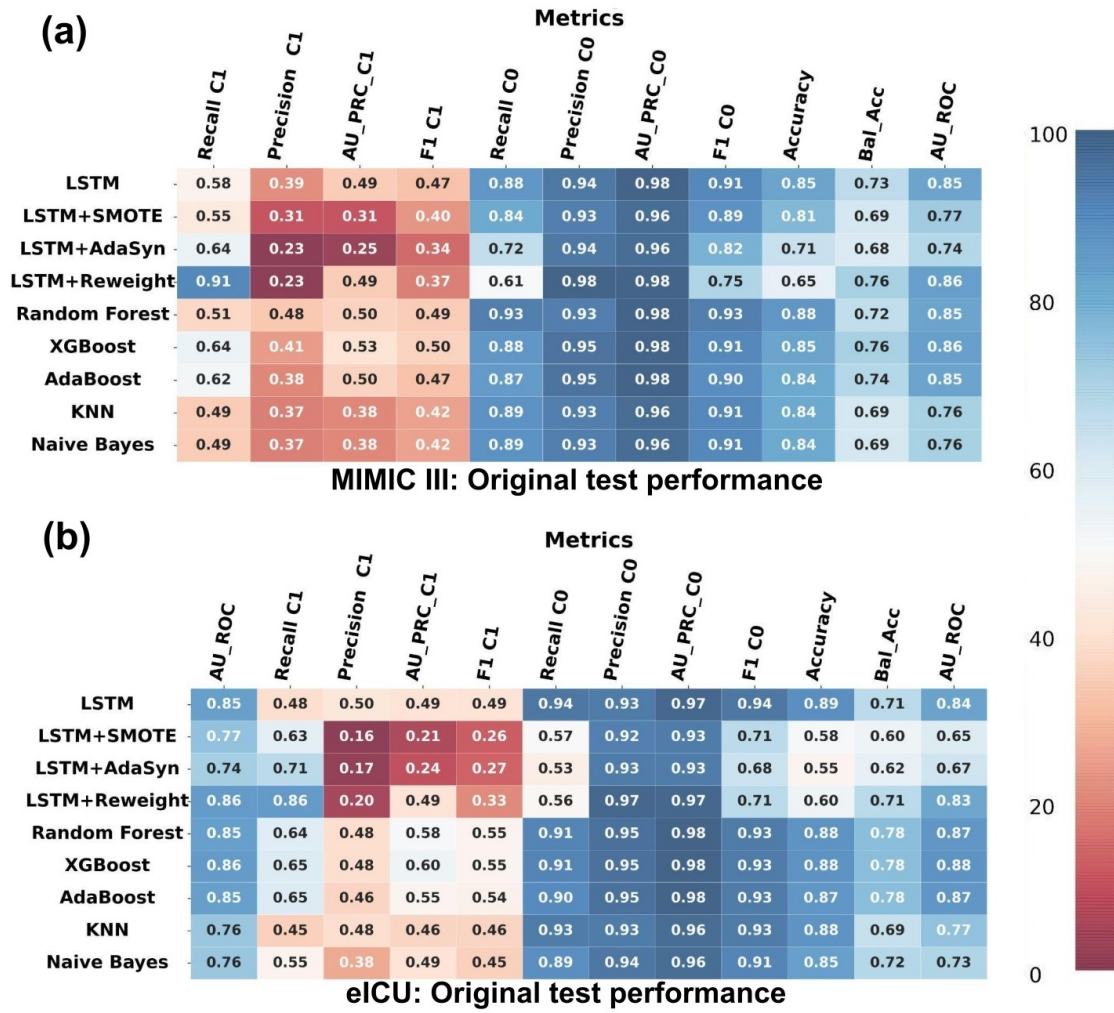 (a)
Metrics
Recall C1 Precision C1 AU_PRC_C1 F1 C1 Recall C0 Precision C0 AU_PRC_C0 F1 C0 Accuracy Bal_Acc AU_ROC
LSTM 0.58 0.39 0.49 0.47 0.88 0.94 0.98 0.91 0.85 0.73 0.85
LSTM+SMOTE 0.55 0.31 0.31 0.40 0.84 0.93 0.96 0.89 0.81 0.69 0.77
LSTM+AdaSyn 0.64 0.23 0.25 0.34 0.72 0.94 0.96 0.82 0.71 0.68 0.74
LSTM+Reweight 0.91 0.23 0.49 0.37 0.61 0.98 0.98 0.75 0.65 0.76 0.86
Random Forest 0.51 0.48 0.50 0.49 0.93 0.93 0.98 0.93 0.88 0.72 0.85
XGBoost 0.64 0.41 0.53 0.50 0.88 0.95 0.98 0.91 0.85 0.76 0.86
AdaBoost 0.62 0.38 0.50 0.47 0.87 0.95 0.98 0.90 0.84 0.74 0.85
KNN 0.49 0.37 0.38 0.42 0.89 0.93 0.96 0.91 0.84 0.69 0.76
Naive Bayes 0.49 0.37 0.38 0.42 0.89 0.93 0.96 0.91 0.84 0.69 0.76
MIMIC III: Original test performance
(b)
Metrics
AU_ROC Recall C1 Precision C1 AU_PRC_C1 F1 C1 Recall C0 Precision C0 AU_PRC_C0 F1 C0 Accuracy Bal_Acc AU_ROC
LSTM 0.85 0.48 0.50 0.49 0.49 0.94 0.93 0.97 0.94 0.89 0.71 0.84
LSTM+SMOTE 0.77 0.63 0.16 0.21 0.26 0.57 0.92 0.93 0.71 0.58 0.60 0.65
LSTM+AdaSyn 0.74 0.71 0.17 0.24 0.27 0.53 0.93 0.93 0.68 0.55 0.62 0.67
LSTM+Reweight 0.86 0.86 0.20 0.49 0.33 0.56 0.97 0.97 0.71 0.60 0.71 0.83
Random Forest 0.85 0.64 0.48 0.58 0.55 0.91 0.95 0.98 0.93 0.88 0.78 0.87
XGBoost 0.86 0.65 0.48 0.60 0.55 0.91 0.95 0.98 0.93 0.88 0.78 0.88
AdaBoost 0.85 0.65 0.46 0.55 0.54 0.90 0.95 0.98 0.93 0.87 0.78 0.87
KNN 0.76 0.45 0.48 0.46 0.46 0.93 0.93 0.96 0.93 0.88 0.69 0.77
Naive Bayes 0.76 0.55 0.38 0.49 0.45 0.89 0.94 0.96 0.91 0.85 0.72 0.73
eICU: Original test performance
100
80
60
40
20
0